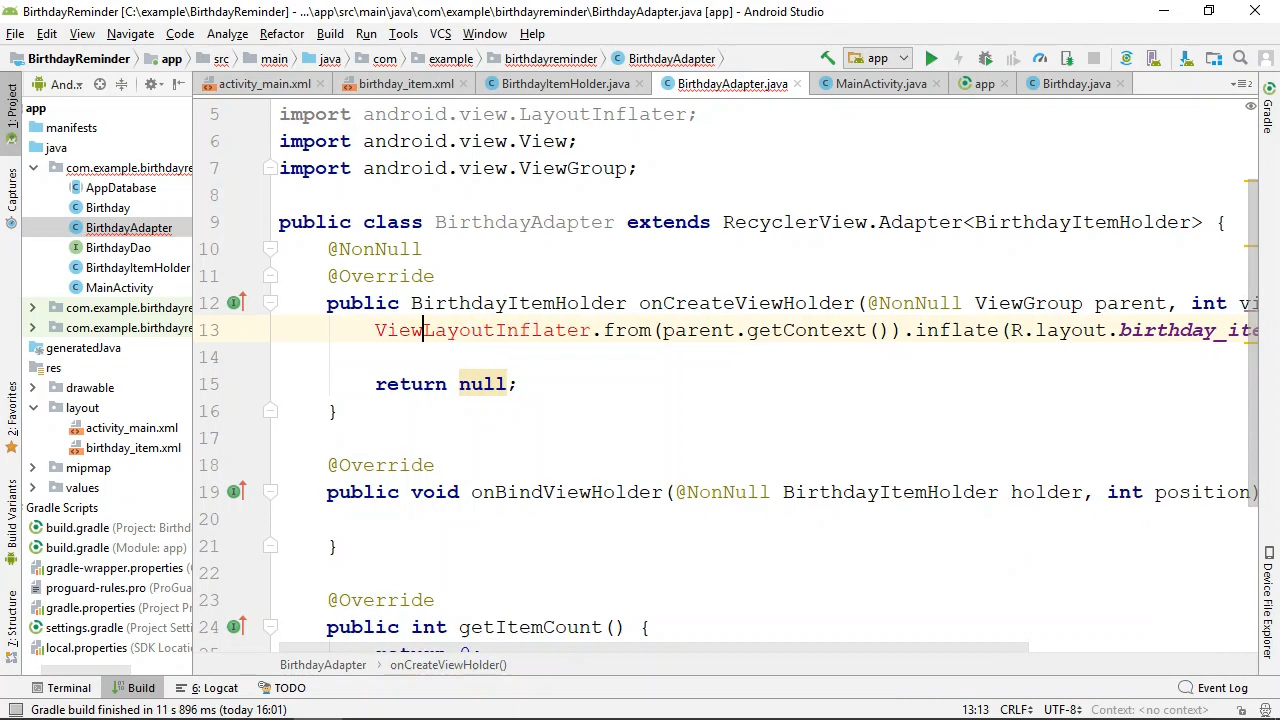 BirthdayReminder [C:\example\BirthdayReminder] - ...\app\src\main\java\com\example\birthdayreminder\BirthdayAdapter.java [app] - Android Studio
File Edit View Navigate Code Analyze Refactor Build Run Tools VCS Window Help
BirthdayReminder app src main java com example birthdayreminder BirthdayAdapter app
And.. activity_main.xml birthday_item.xml BirthdayItemHolder.java BirthdayAdapter.java MainActivity.java app Birthday.java
1: Project
Captures
2: Favorites
Build Variants
7: Structure
app
manifests
java
com.example.birthdayre
AppDatabase
Birthday
BirthdayAdapter
BirthdayDao
BirthdayItemHolder
MainActivity
com.example.birthdayre
com.example.birthdayre
generatedJava
res
drawable
layout
activity_main.xml
birthday_item.xml
mipmap
values
Gradle Scripts
build.gradle (Project: Birthd
build.gradle (Module: app)
gradle-wrapper.properties
proguard-rules.pro (ProGua
gradle.properties (Project P
settings.gradle (Project Setti
local.properties (SDK Locatio
5 import android.view.LayoutInflater;
6 import android.view.View;
7 import android.view.ViewGroup;
8
9 public class BirthdayAdapter extends RecyclerView.Adapter<BirthdayItemHolder> {
10 @NonNull
11 @Override
12 public BirthdayItemHolder onCreateViewHolder(@NonNull ViewGroup parent, int vi
13 ViewLayoutInflater.from(parent.getContext()).inflate(R.layout.birthday_ite
14
15 return null;
16 }
17
18 @Override
19 public void onBindViewHolder(@NonNull BirthdayItemHolder holder, int position)
20
21 }
22
23 @Override
24 public int getItemCount() {
25 return 0;
BirthdayAdapter › onCreateViewHolder()
Gradle
Device File Explorer
Terminal Build 6: Logcat TODO Event Log
Gradle build finished in 11 s 896 ms (today 16:01) 13:13 CRLF UTF-8 Context: <no context>